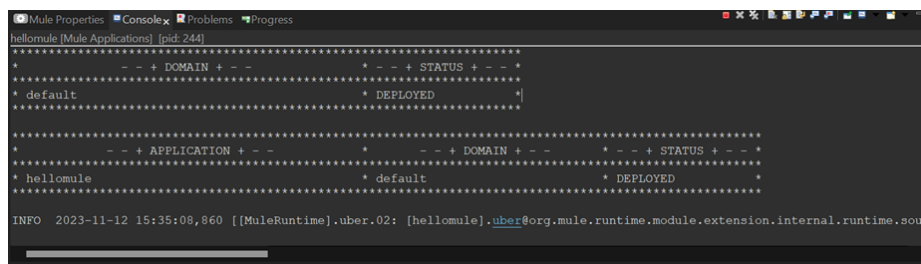 Mule Properties Console x Problems Progress
hellomule [Mule Applications] [pid: 244]
**********************************************************************
* - - + DOMAIN + - - * - - + STATUS + - - *
**********************************************************************
* default * DEPLOYED *
**********************************************************************
*******************************************************************************************************
* - - + APPLICATION + - - * - - + DOMAIN + - - * - - + STATUS + - - *
*******************************************************************************************************
* hellomule * default * DEPLOYED *
*******************************************************************************************************
INFO 2023-11-12 15:35:08,860 [[MuleRuntime].uber.02: [hellomule].uber@org.mule.runtime.module.extension.internal.runtime.sou